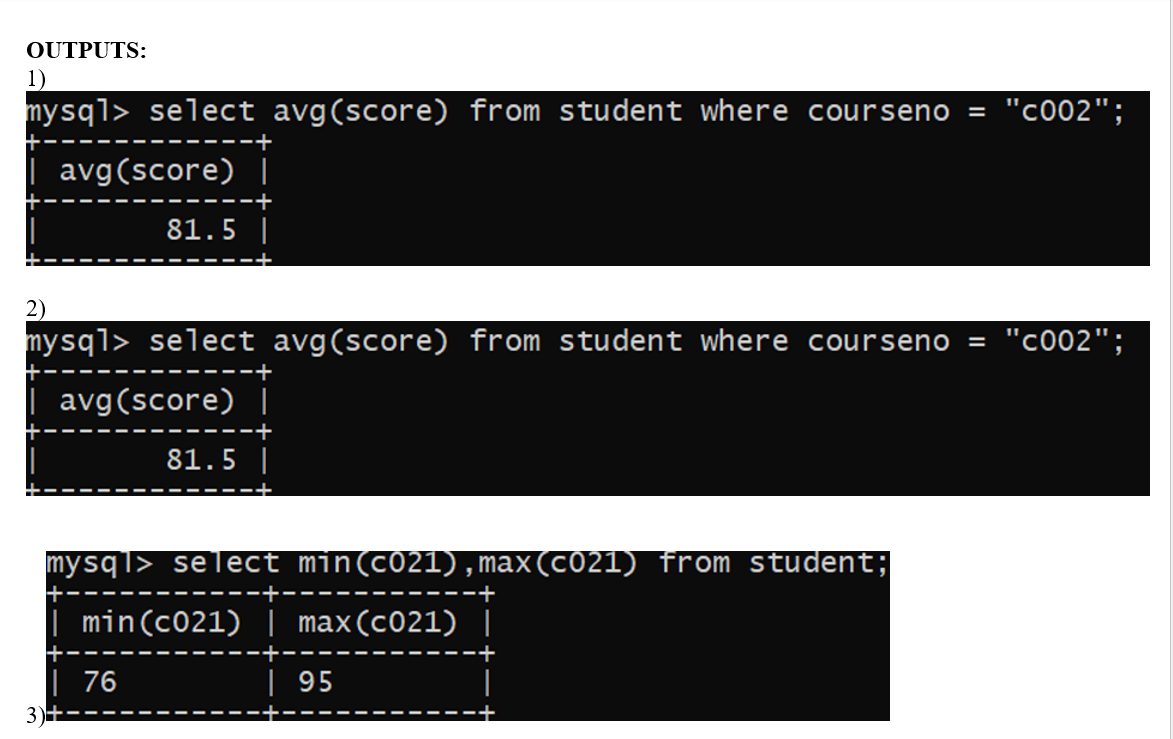 OUTPUTS:
1)
mysql> select avg(score) from student where courseno = "c002";
+------------+
| avg(score) |
+------------+
|       81.5 |
+------------+
2)
mysql> select avg(score) from student where courseno = "c002";
+------------+
| avg(score) |
+------------+
|       81.5 |
+------------+
mysql> select min(c021),max(c021) from student;
+-----------+-----------+
| min(c021) | max(c021) |
+-----------+-----------+
| 76        | 95        |
3)+-----------+-----------+